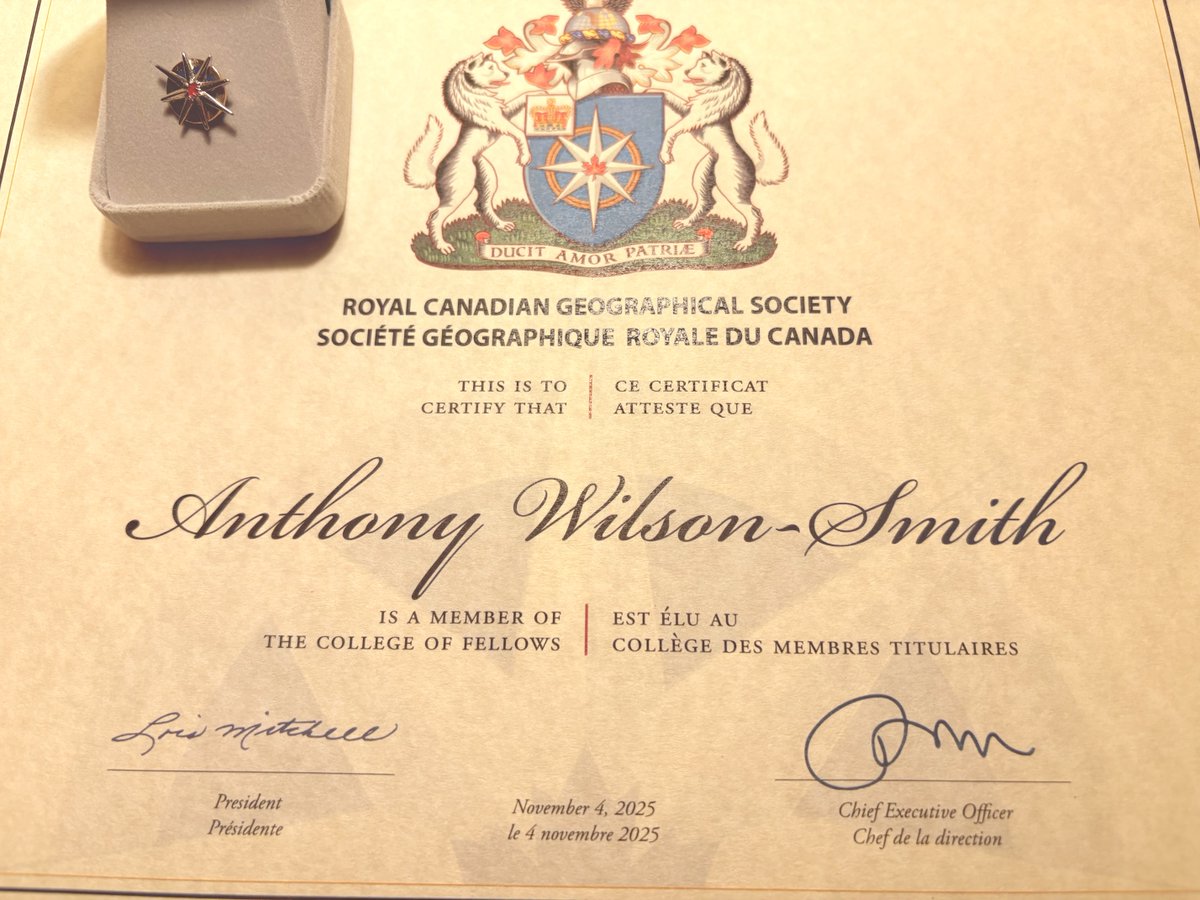 DUCIT AMOR PATRIÆ
ROYAL CANADIAN GEOGRAPHICAL SOCIETY
SOCIÉTÉ GÉOGRAPHIQUE ROYALE DU CANADA
THIS IS TO
CERTIFY THAT
CE CERTIFICAT
ATTESTE QUE
Anthony Wilson-Smith
IS A MEMBER OF
THE COLLEGE OF FELLOWS
EST ÉLU AU
COLLÈGE DES MEMBRES TITULAIRES
Lois Mitchell
President
Présidente
November 4, 2025
le 4 novembre 2025
Chief Executive Officer
Chef de la direction